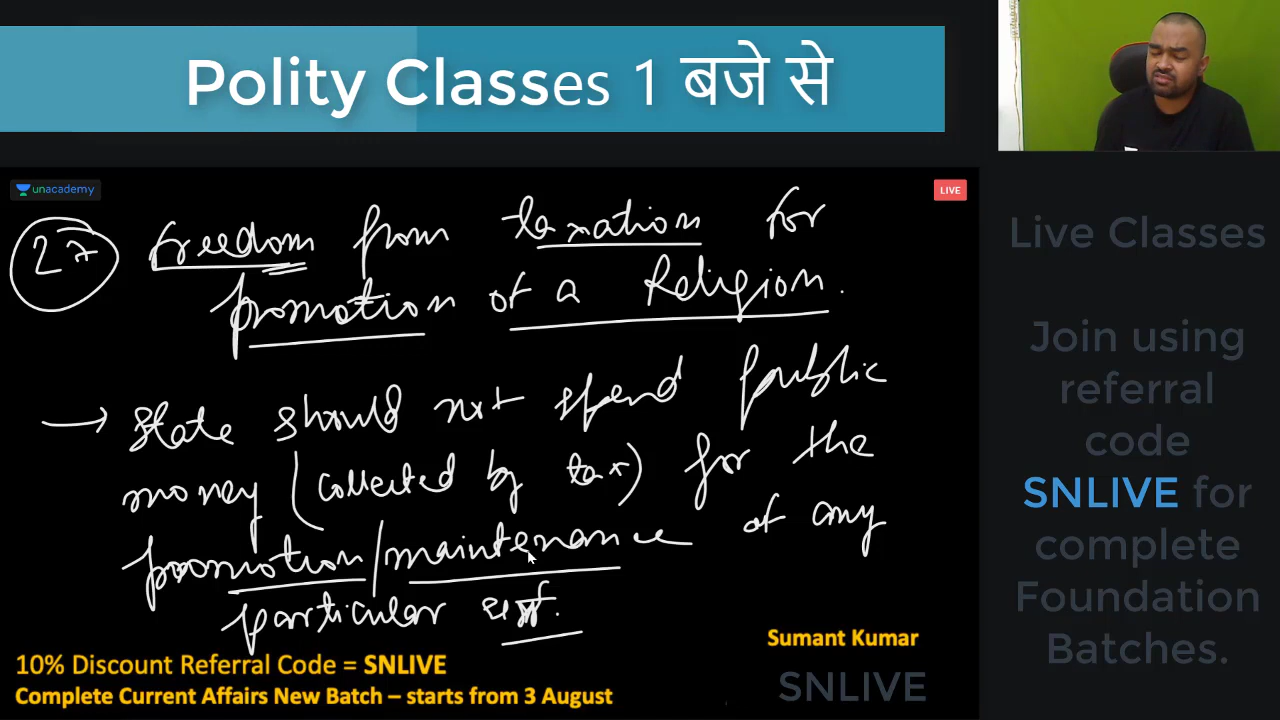 Polity Classes 1 बजे से
unacademy
LIVE
27 freedom from taxation for
promotion of a Religion.
→ State should not spend public
money (collected by tax) for the
promotion/maintenance of any
particular
Sumant Kumar
10% Discount Referral Code = SNLIVE
SNLIVE
Complete Current Affairs New Batch – starts from 3 August
Live Classes
Join using
referral
code
SNLIVE for
complete
Foundation
Batches.